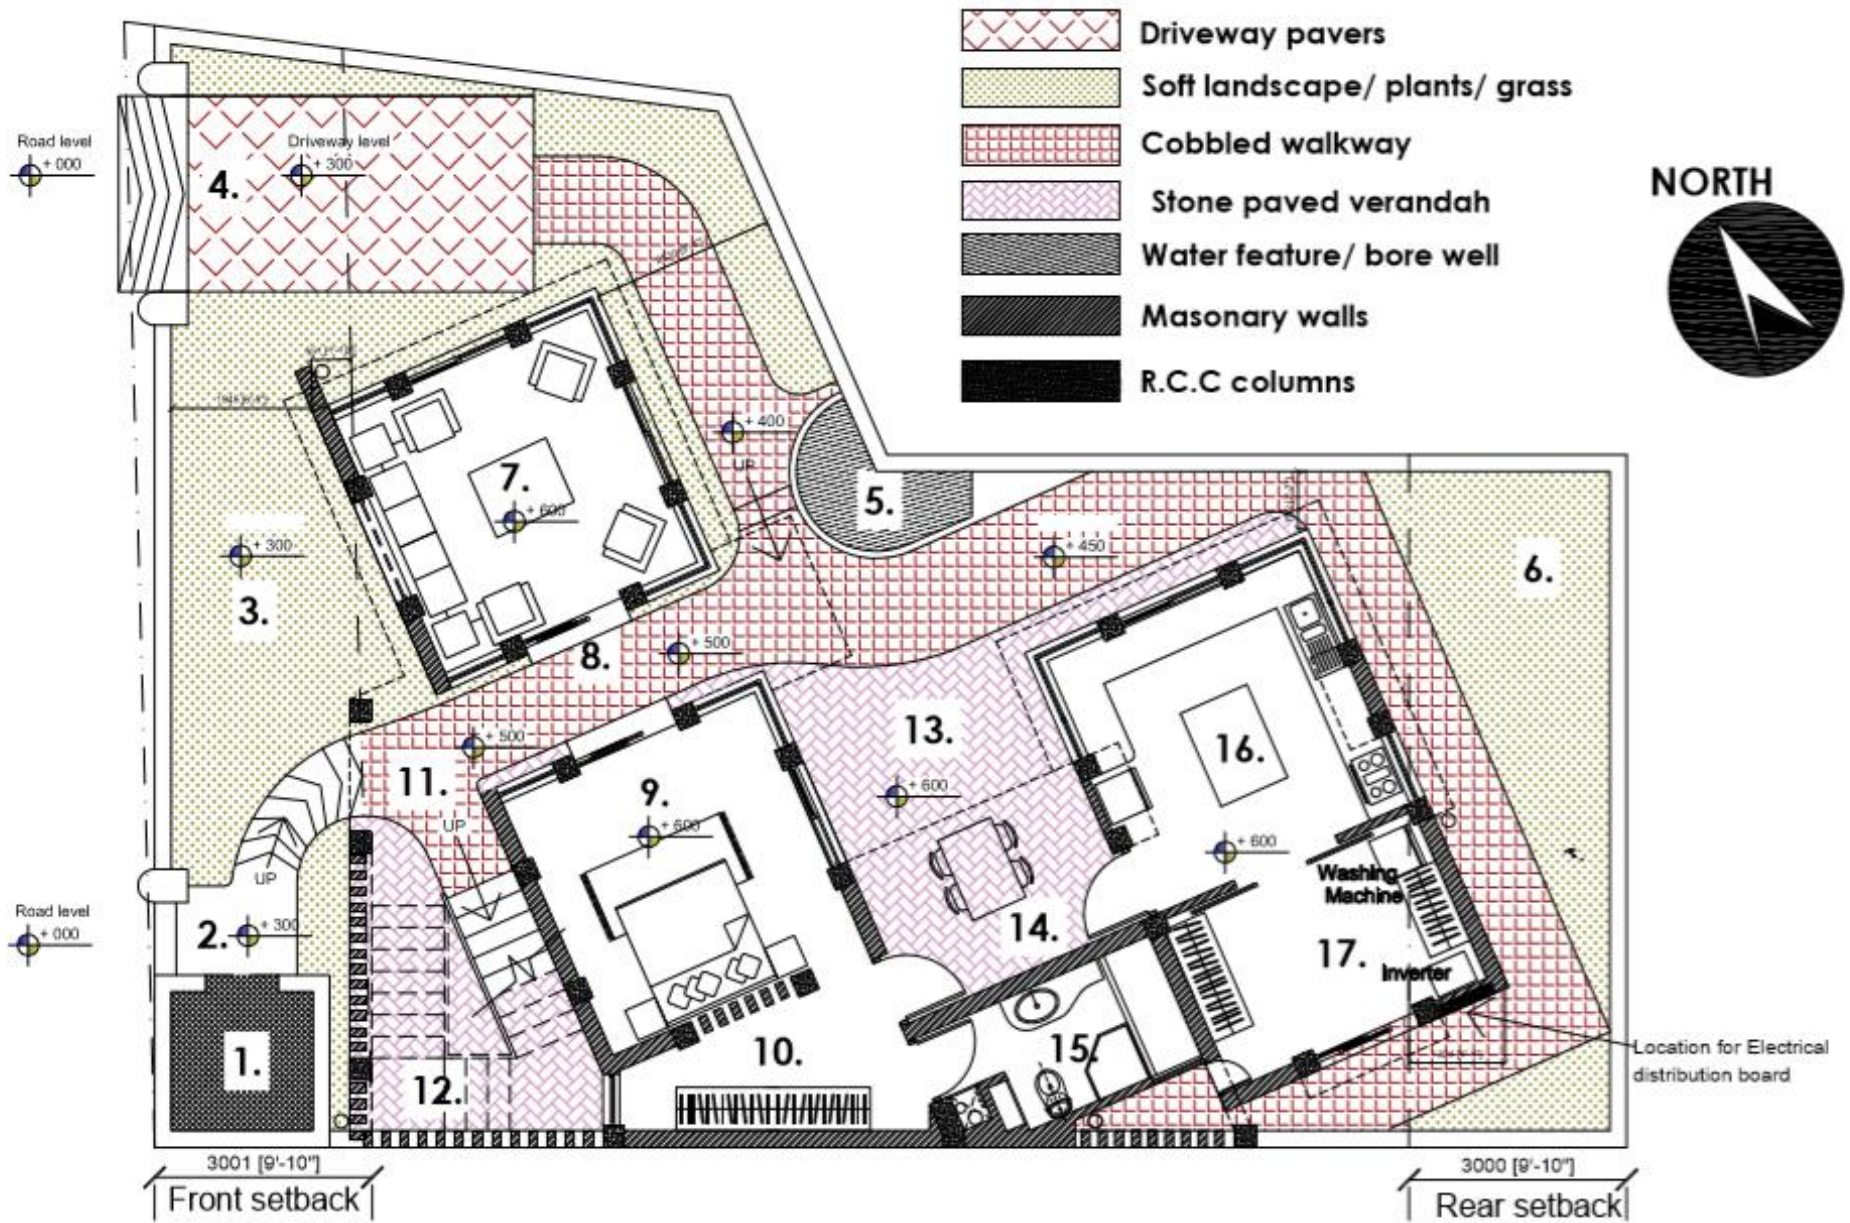 Driveway pavers
Soft landscape/ plants/ grass
Cobbled walkway
Stone paved verandah
Water feature/ bore well
Masonary walls
R.C.C columns
NORTH
Road level
+ 000
Driveway level
+ 300
4.
+ 400
UP
5.
7.
+ 600
+ 450
6.
+ 300
3.
8.
+ 500
+ 500
13.
16.
11.
9.
+ 600
+ 600
UP
+ 600
UP
Washing
Machine
Road level
+ 000
2.
+ 300
14.
17.
Inverter
1.
10.
15.
12.
Location for Electrical
distribution board
3001 [9'-10"]
Front setback
3000 [9'-10"]
Rear setback